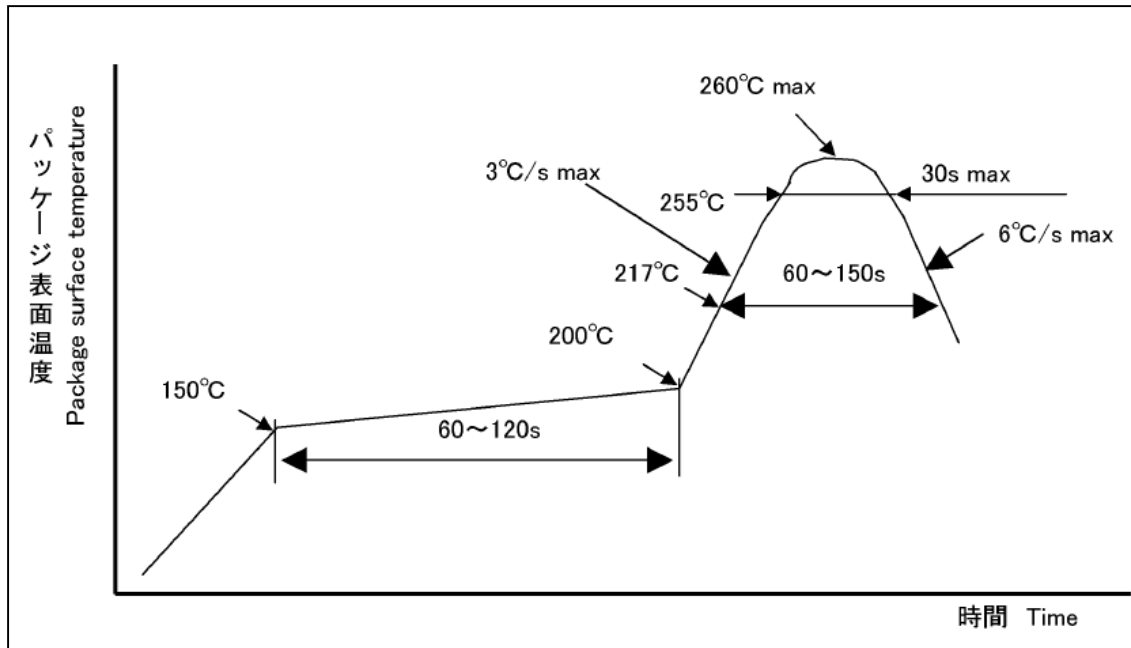 パッケージ表面温度
Package surface temperature
260℃ max
3℃/s max
255℃
30s max
6℃/s max
217℃
60～150s
200℃
150℃
60～120s
時間 Time